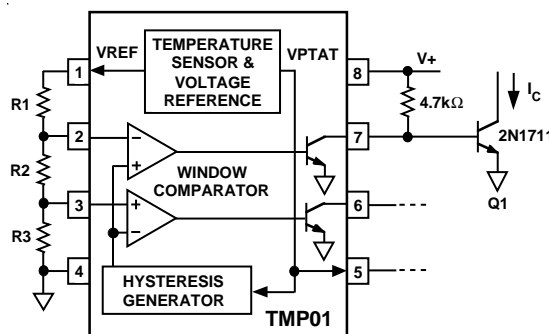 VREF
TEMPERATURE
SENSOR &
VOLTAGE
REFERENCE
VPTAT
1
2
3
4
R1
R2
R3
WINDOW
COMPARATOR
HYSTERESIS
GENERATOR
TMP01
8
7
6
5
V+
4.7kΩ
IC
2N1711
Q1